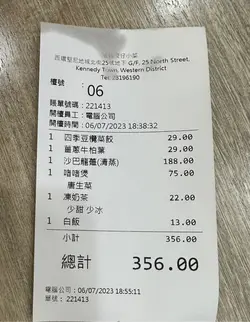 西環堅尼地城北街25號地下 G/F, 25 North Street,
Kennedy Town, Western District
Tel:28196190
檯號:
06
賬單號碼: 221413
開檯員工: 電腦公司
開檯時間: 06/07/2023 18:38:32
1 四季豆欖菜餃 29.00
1 薑蔥牛柏葉 29.00
1 沙巴龍躉(清蒸) 188.00
1 啫啫煲 75.00
唐生菜
1 凍奶茶 22.00
少甜 少冰
1 白飯 13.00
小計 356.00
總計 356.00
電腦公司: 06/07/2023 18:55:11
單號: 221413